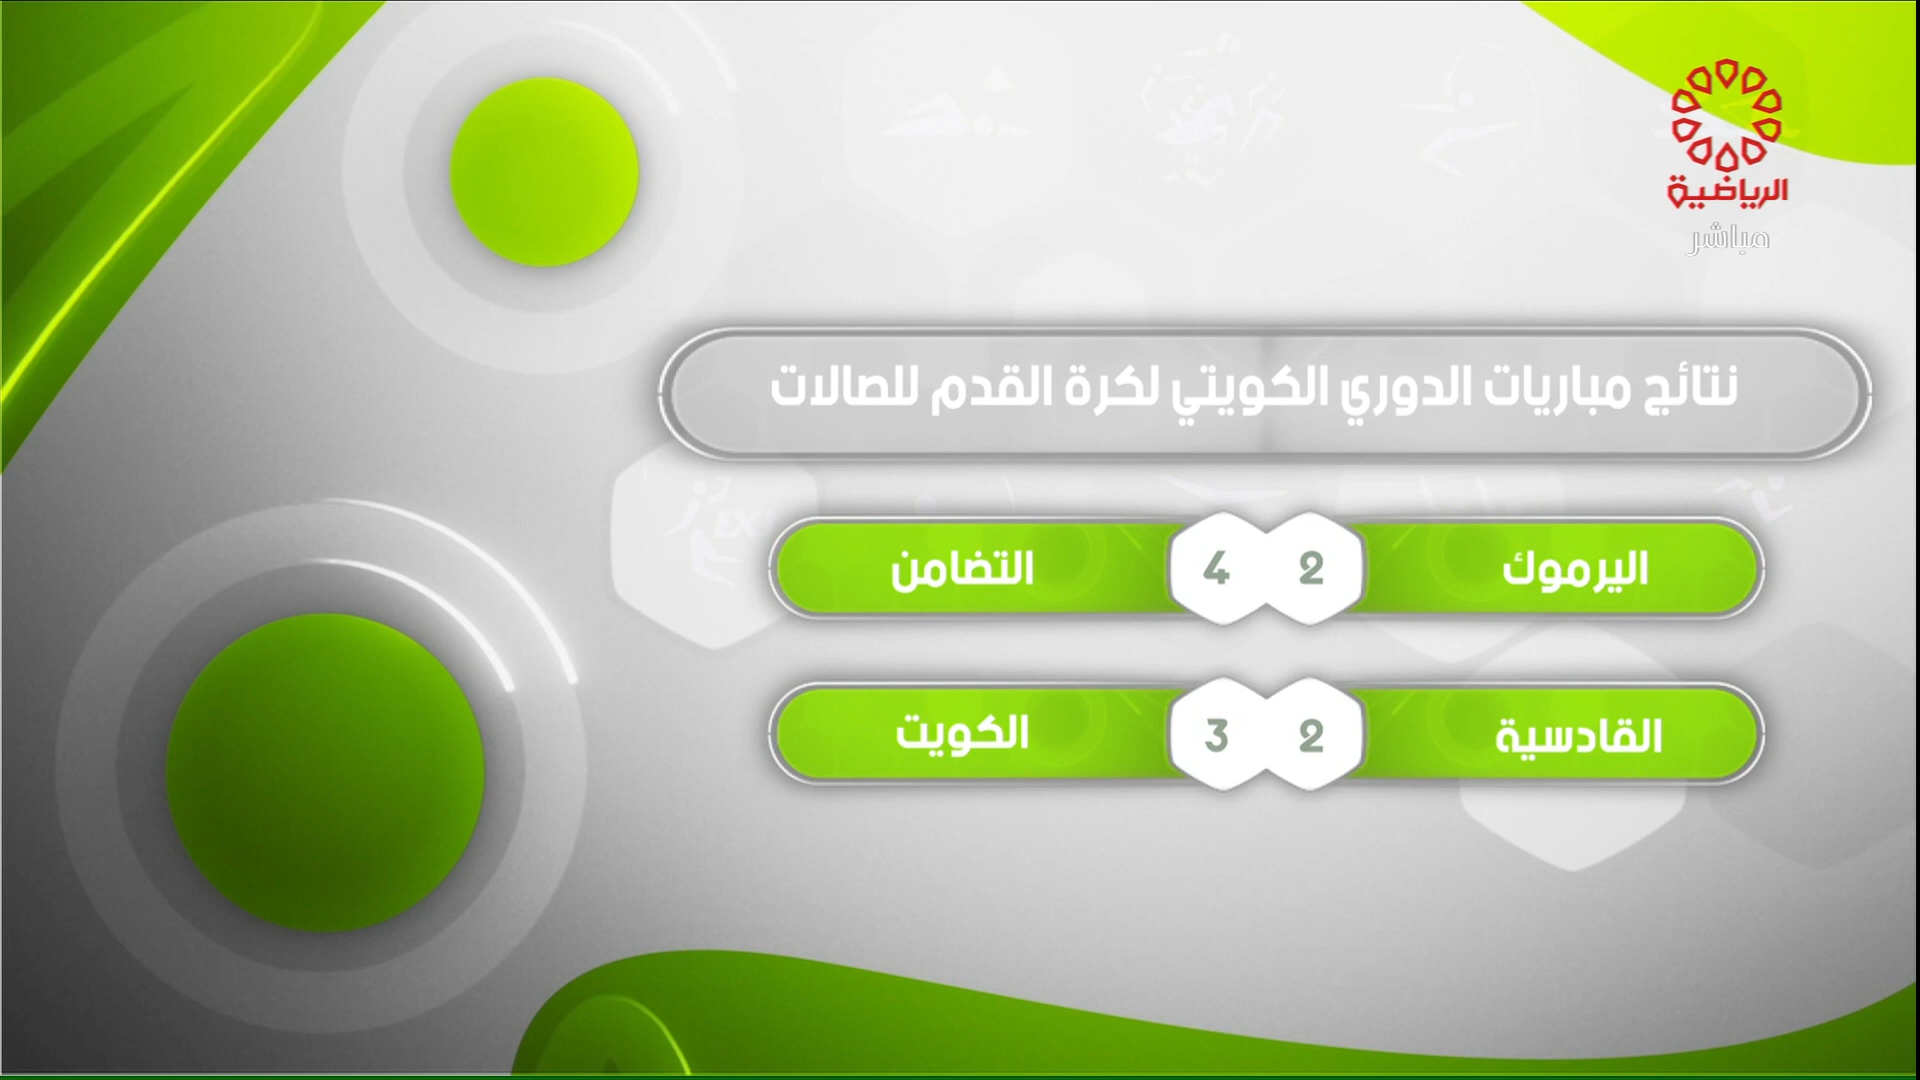 الرياضية
مباشر
نتائج مباريات الدوري الكويتي لكرة القدم للصالات
اليرموك 2 4 التضامن
القادسية 2 3 الكويت